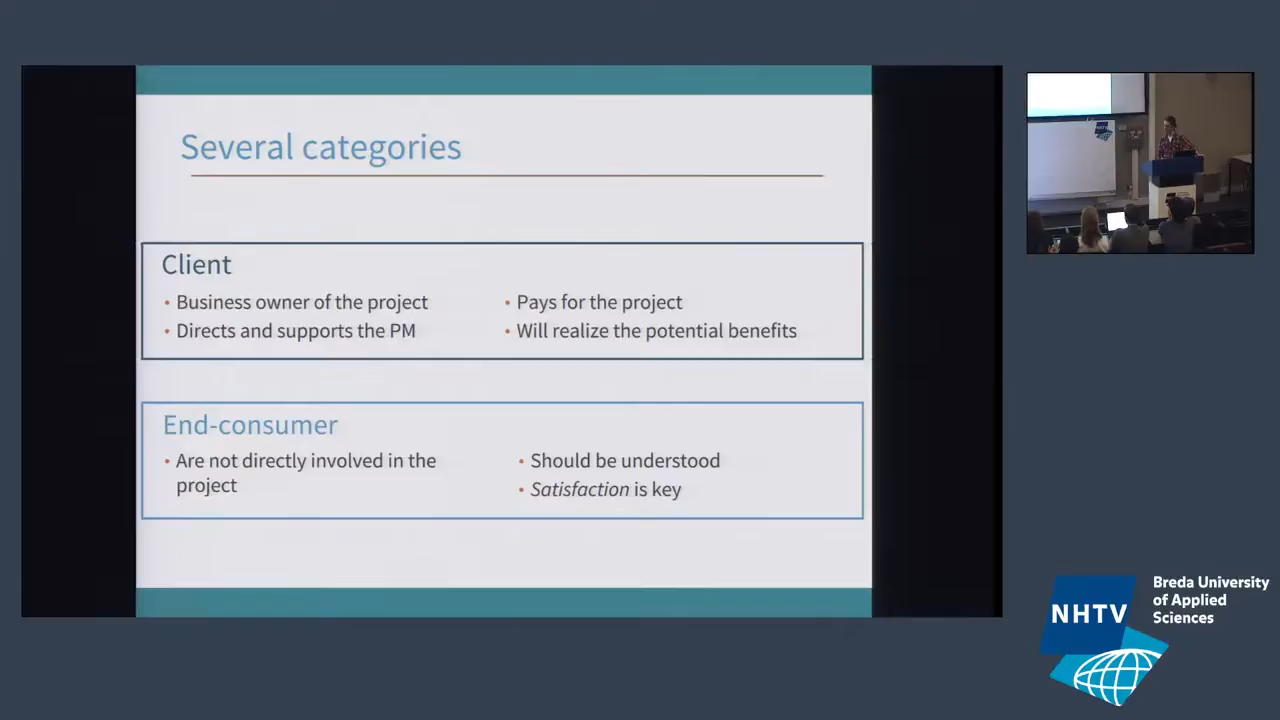 Several categories
Client
• Business owner of the project
• Directs and supports the PM
• Pays for the project
• Will realize the potential benefits
End-consumer
• Are not directly involved in the
project
• Should be understood
• Satisfaction is key
NHTV
Breda University
of Applied
Sciences